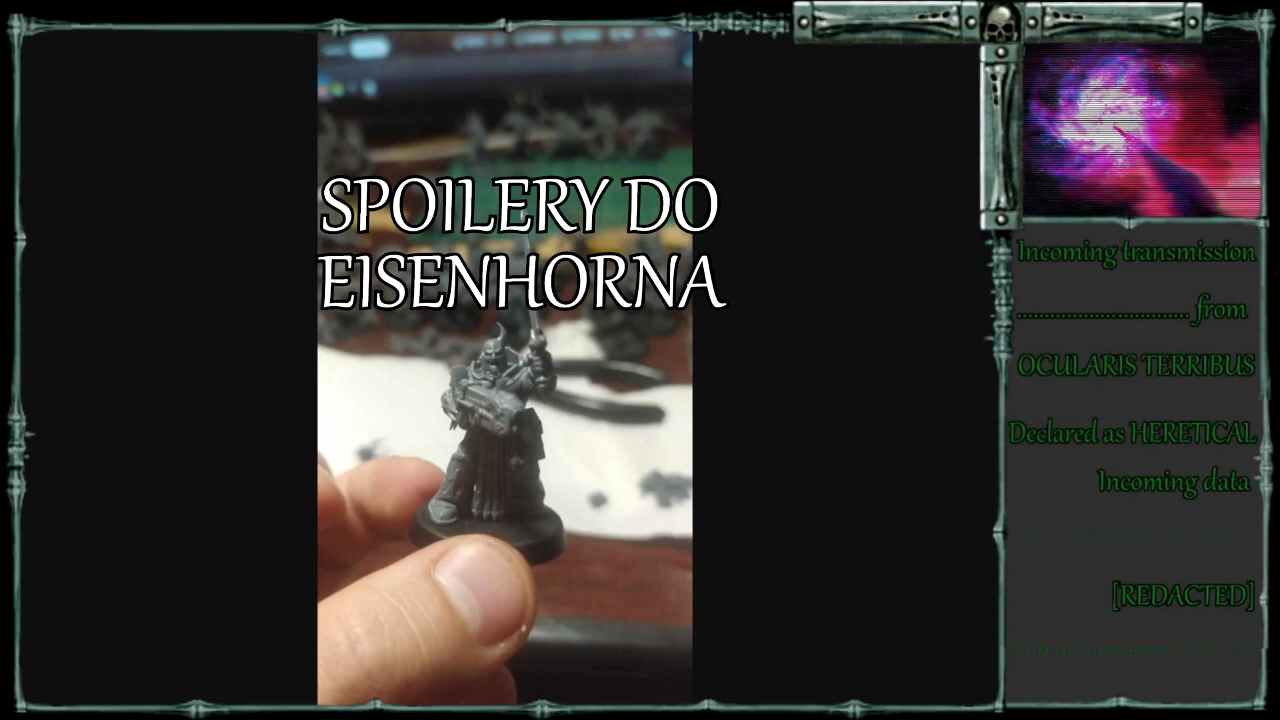 SPOILERY DO
EISENHORNA
Incoming transmission
................................ from
OCULARIS TERRIBUS
Declared as HERETICAL
Incoming data
[REDACTED]